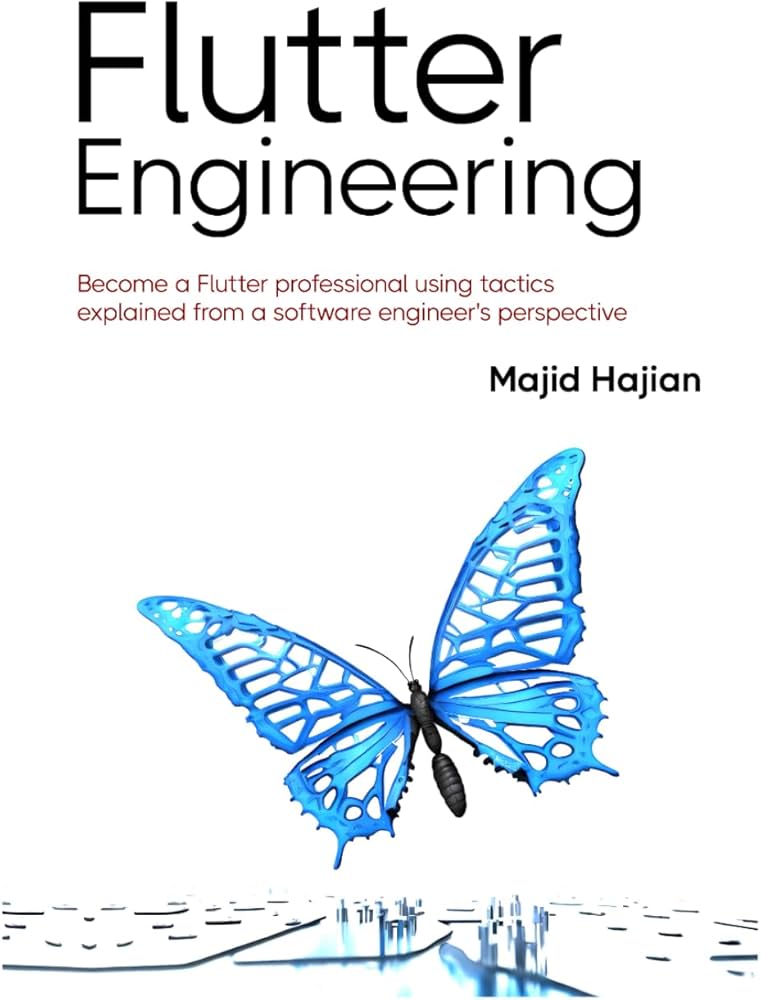 Flutter
Engineering
Become a Flutter professional using tactics
explained from a software engineer's perspective
Majid Hajian